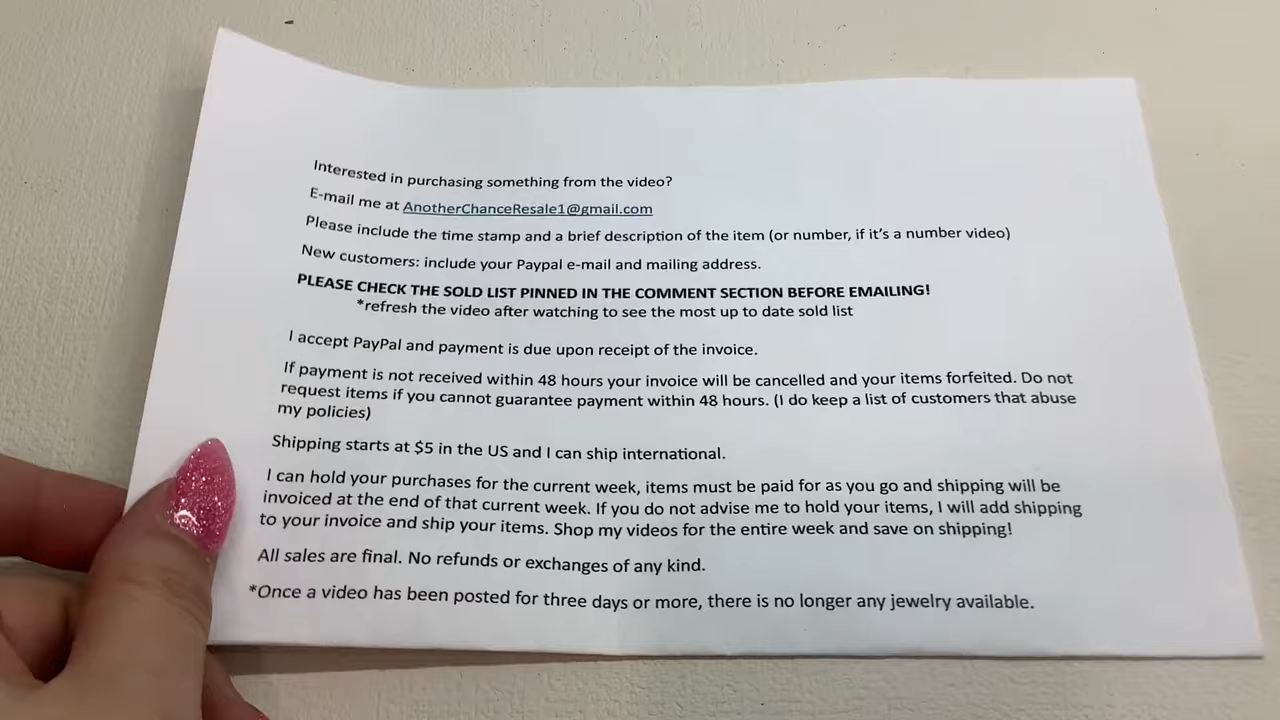 Interested in purchasing something from the video?
E-mail me at AnotherChanceResale1@gmail.com
Please include the time stamp and a brief description of the item (or number, if it's a number video)
New customers: include your Paypal e-mail and mailing address.
PLEASE CHECK THE SOLD LIST PINNED IN THE COMMENT SECTION BEFORE EMAILING!
*refresh the video after watching to see the most up to date sold list
I accept PayPal and payment is due upon receipt of the invoice.
If payment is not received within 48 hours your invoice will be cancelled and your items forfeited. Do not
request items if you cannot guarantee payment within 48 hours. (I do keep a list of customers that abuse
my policies)
Shipping starts at $5 in the US and I can ship international.
I can hold your purchases for the current week, items must be paid for as you go and shipping will be
invoiced at the end of that current week. If you do not advise me to hold your items, I will add shipping
to your invoice and ship your items. Shop my videos for the entire week and save on shipping!
All sales are final. No refunds or exchanges of any kind.
*Once a video has been posted for three days or more, there is no longer any jewelry available.